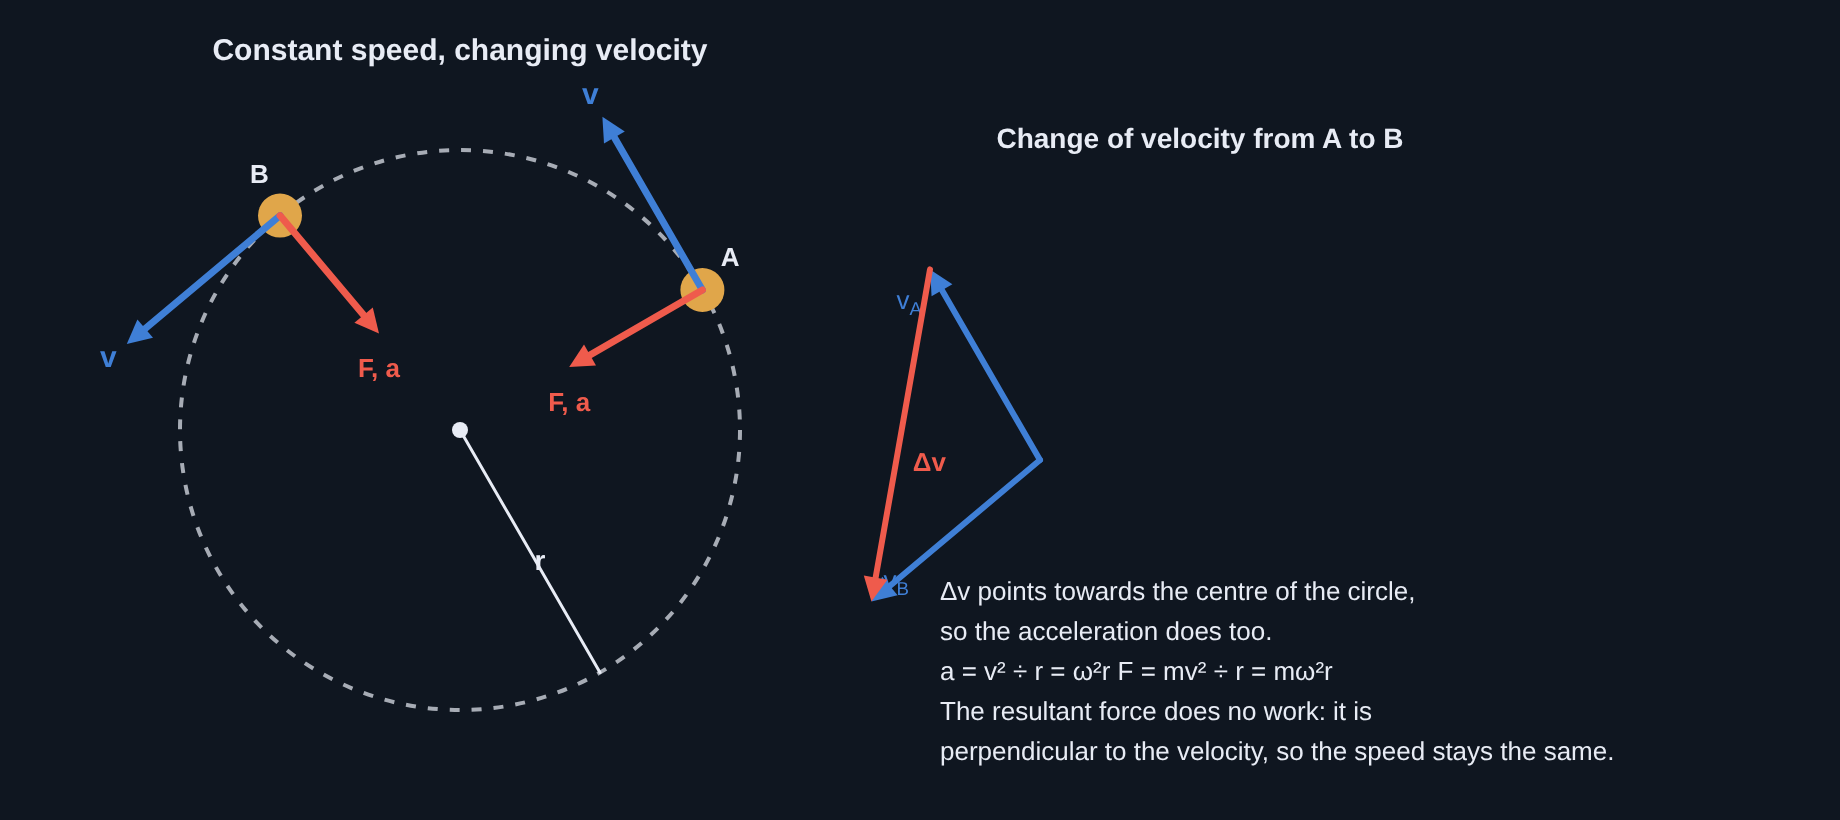 Constant speed, changing velocity
v
B
A
v
F, a
F, a
r
Change of velocity from A to B
vA
Δv
vB
Δv points towards the centre of the circle,
so the acceleration does too.
a = v² ÷ r = ω²r F = mv² ÷ r = mω²r
The resultant force does no work: it is
perpendicular to the velocity, so the speed stays the same.